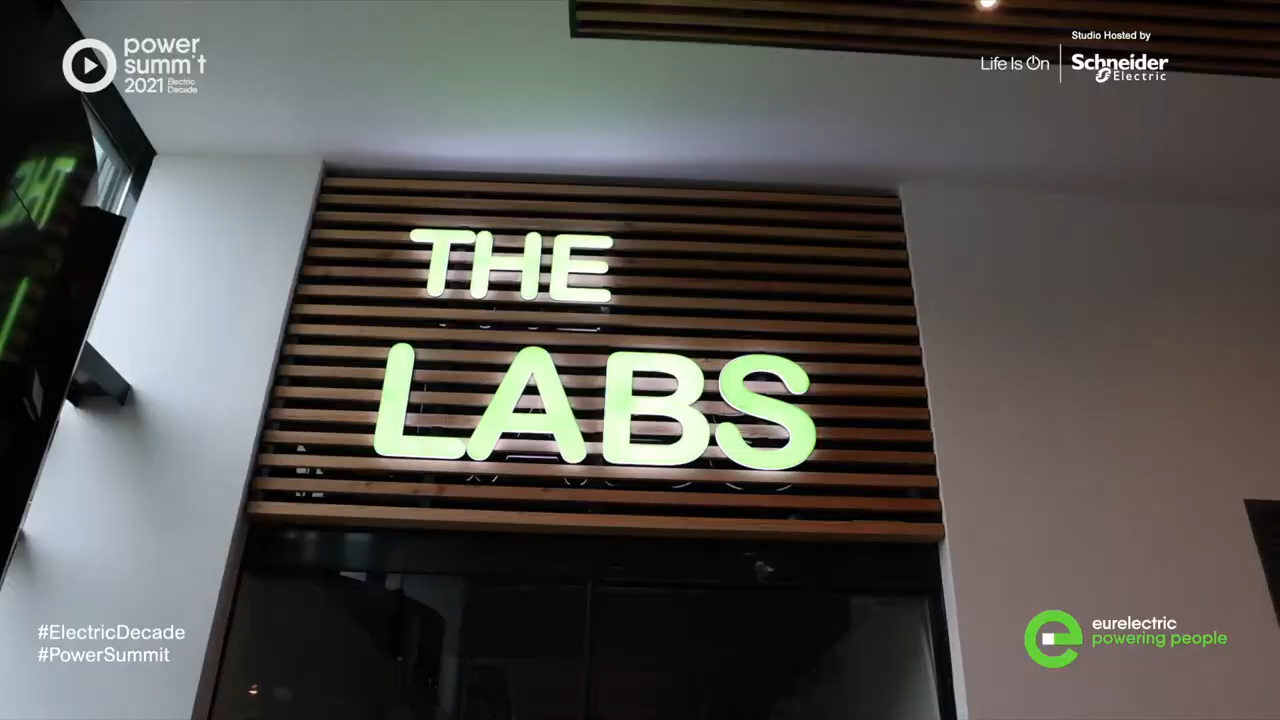 power
summit
2021 Electric
Decade
Studio Hosted by
Life Is On
Schneider
Electric
THE
LABS
#ElectricDecade
#PowerSummit
eurelectric
powering people